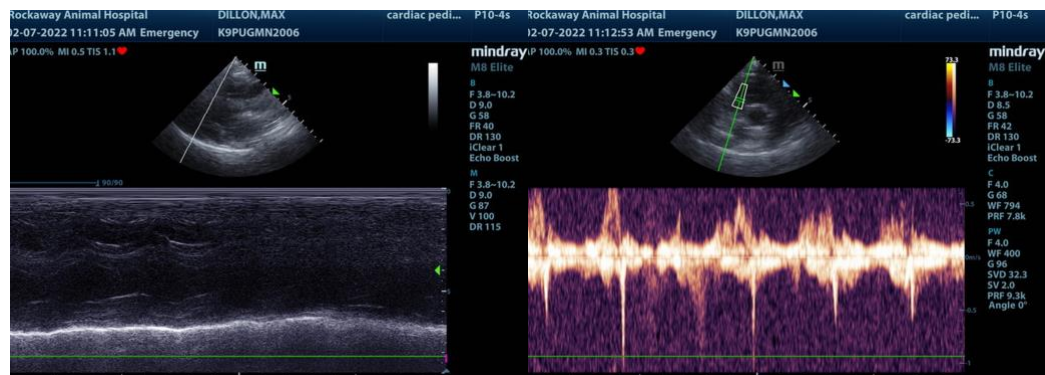 Rockaway Animal Hospital DILLON,MAX cardiac pedi... P10-4s
02-07-2022 11:11:05 AM Emergency K9PUGMN2006
AP 100.0% MI 0.5 TIS 1.1
mindray
M8 Elite
m
B
F 3.8~10.2
D 9.0
G 58
FR 40
DR 130
iClear 1
Echo Boost
M
F 3.8~10.2
D 9.0
G 87
V 100
DR 115
5
90/90
0
5
Rockaway Animal Hospital DILLON,MAX cardiac pedi... P10-4s
02-07-2022 11:12:53 AM Emergency K9PUGMN2006
AP 100.0% MI 0.3 TIS 0.3
mindray
M8 Elite
m
73.3
-73.3
B
F 3.8~10.2
D 8.5
G 58
FR 42
DR 130
iClear 1
Echo Boost
C
F 4.0
G 68
WF 794
PRF 7.8k
PW
F 4.0
WF 400
G 96
SVD 32.3
SV 2.0
PRF 9.3k
Angle 0°
5
0.5
0m/s
-0.5
-1